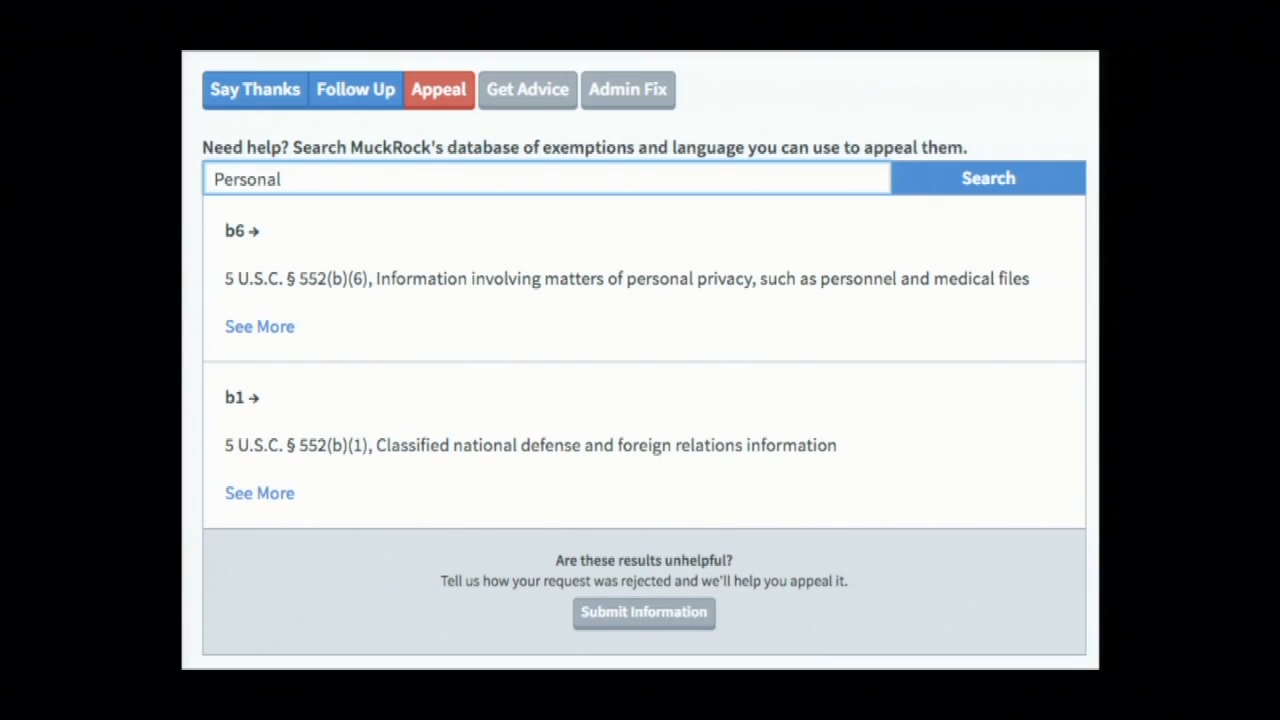 Say Thanks Follow Up Appeal Get Advice Admin Fix
Need help? Search MuckRock's database of exemptions and language you can use to appeal them.
Personal Search
b6 →
5 U.S.C. § 552(b)(6), Information involving matters of personal privacy, such as personnel and medical files
See More
b1 →
5 U.S.C. § 552(b)(1), Classified national defense and foreign relations information
See More
Are these results unhelpful?
Tell us how your request was rejected and we'll help you appeal it.
Submit Information